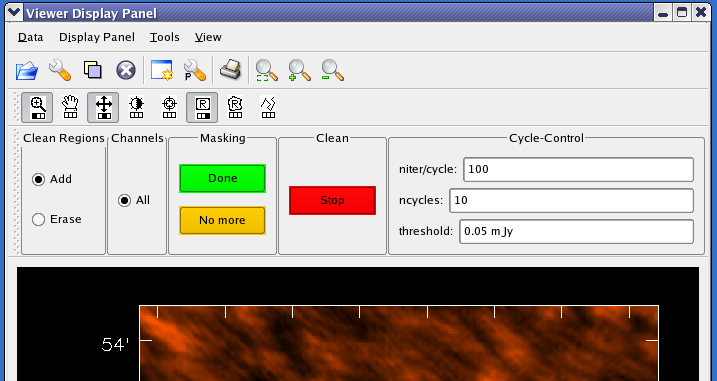 Viewer Display Panel
Data Display Panel Tools View
P
R R
Clean Regions Channels Masking Clean Cycle-Control
Add
Erase
All
Done
No more
Stop
niter/cycle: 100
ncycles: 10
threshold: 0.05 mJy
54'